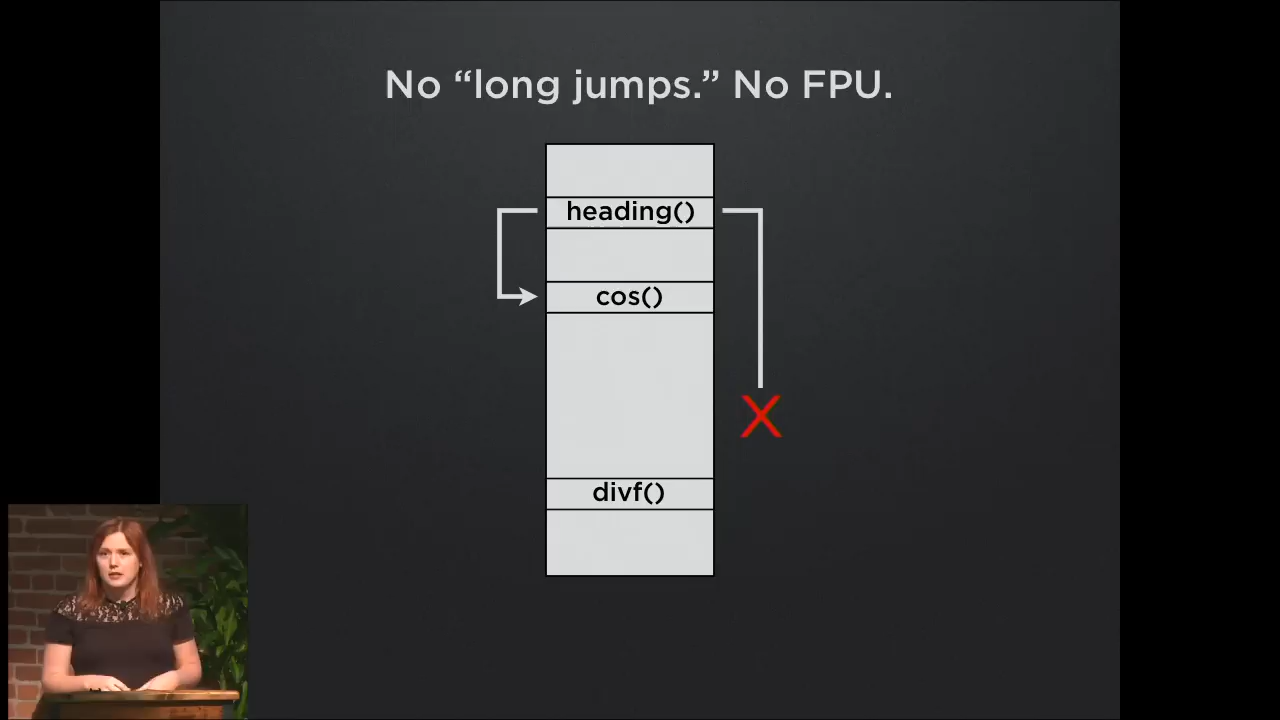 No “long jumps.” No FPU.
heading()
cos()
divf()